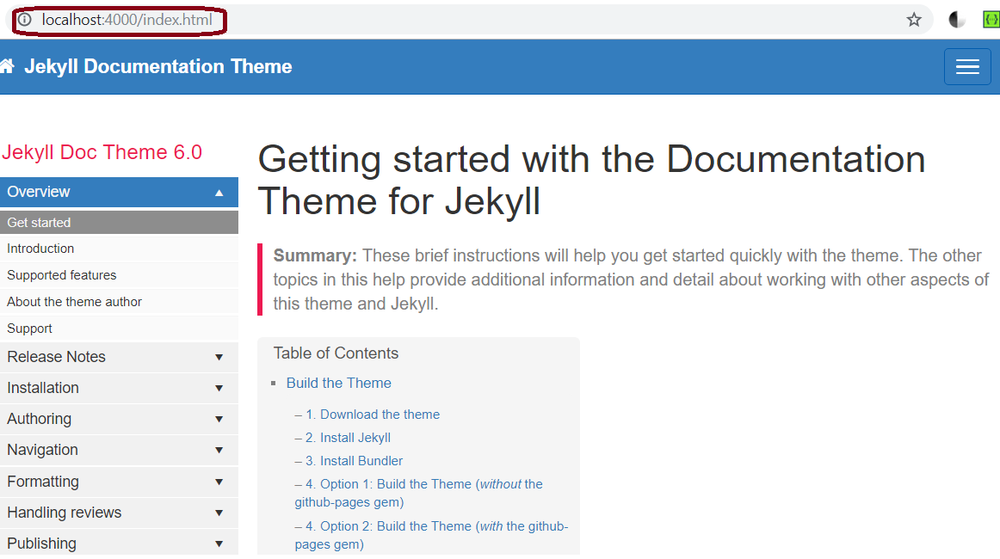 localhost:4000/index.html
Jekyll Documentation Theme
Jekyll Doc Theme 6.0
Overview
Get started
Introduction
Supported features
About the theme author
Support
Release Notes
Installation
Authoring
Navigation
Formatting
Handling reviews
Publishing
Getting started with the Documentation
Theme for Jekyll
Summary: These brief instructions will help you get started quickly with the theme. The other
topics in this help provide additional information and detail about working with other aspects of
this theme and Jekyll.
Table of Contents
Build the Theme
– 1. Download the theme
– 2. Install Jekyll
– 3. Install Bundler
– 4. Option 1: Build the Theme (without the
github-pages gem)
– 4. Option 2: Build the Theme (with the github-
pages gem)